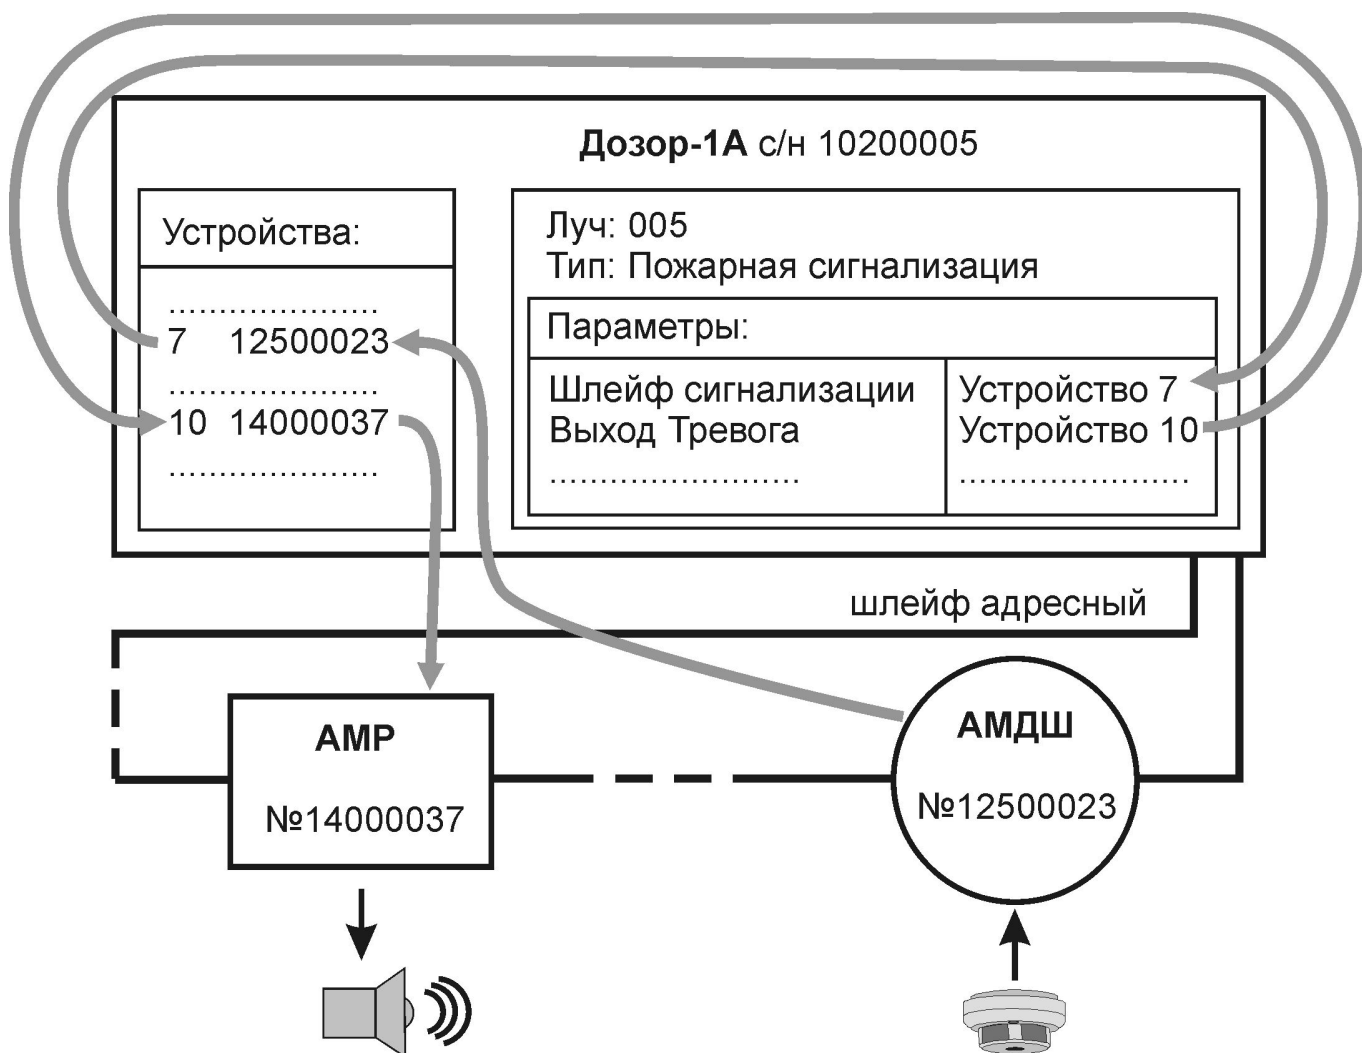 Дозор-1А с/н 10200005
Устройства:
....................
7 12500023
....................
10 14000037
....................
Луч: 005
Тип: Пожарная сигнализация
Параметры:
Шлейф сигнализации Устройство 7
Выход Тревога Устройство 10
........................ ......................
шлейф адресный
АМР
№14000037
АМДШ
№12500023